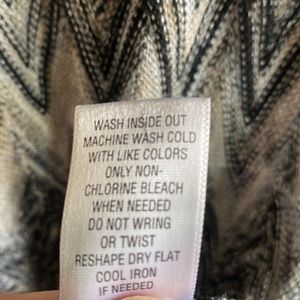 WASH INSIDE OUT
MACHINE WASH COLD
WITH LIKE COLORS
ONLY NON-
CHLORINE BLEACH
WHEN NEEDED
DO NOT WRING
OR TWIST
RESHAPE DRY FLAT
COOL IRON
IF NEEDED